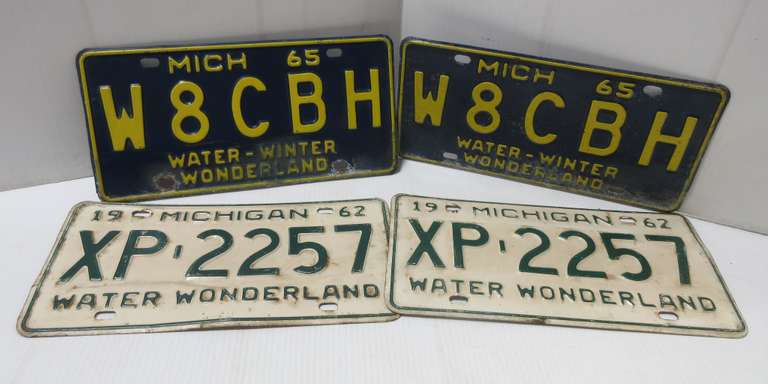 MICH 65
W8CBH
WATER-WINTER
WONDERLAND
MICH 65
W8CBH
WATER-WINTER
WONDERLAND
19 MICHIGAN 62
XP-2257
WATER WONDERLAND
19 MICHIGAN 62
XP-2257
WATER WONDERLAND